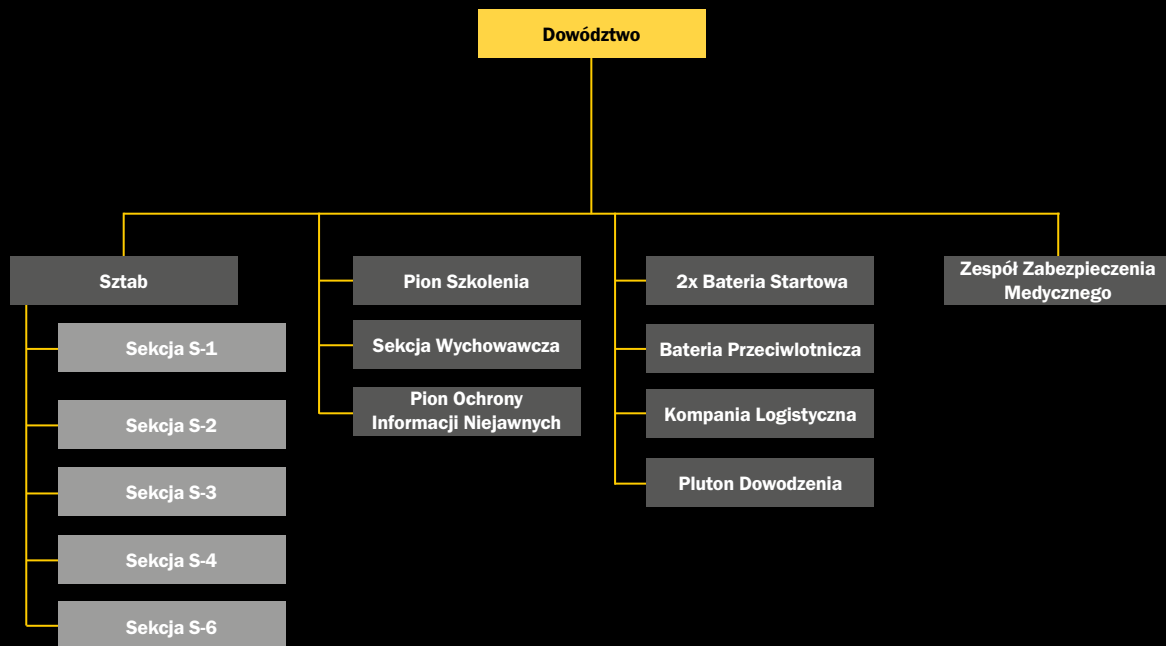 Dowództwo
Sztab
Sekcja S-1
Sekcja S-2
Sekcja S-3
Sekcja S-4
Sekcja S-6
Pion Szkolenia
Sekcja Wychowawcza
Pion Ochrony
Informacji Niejawnych
2x Bateria Startowa
Bateria Przeciwlotnicza
Kompania Logistyczna
Pluton Dowodzenia
Zespół Zabezpieczenia
Medycznego